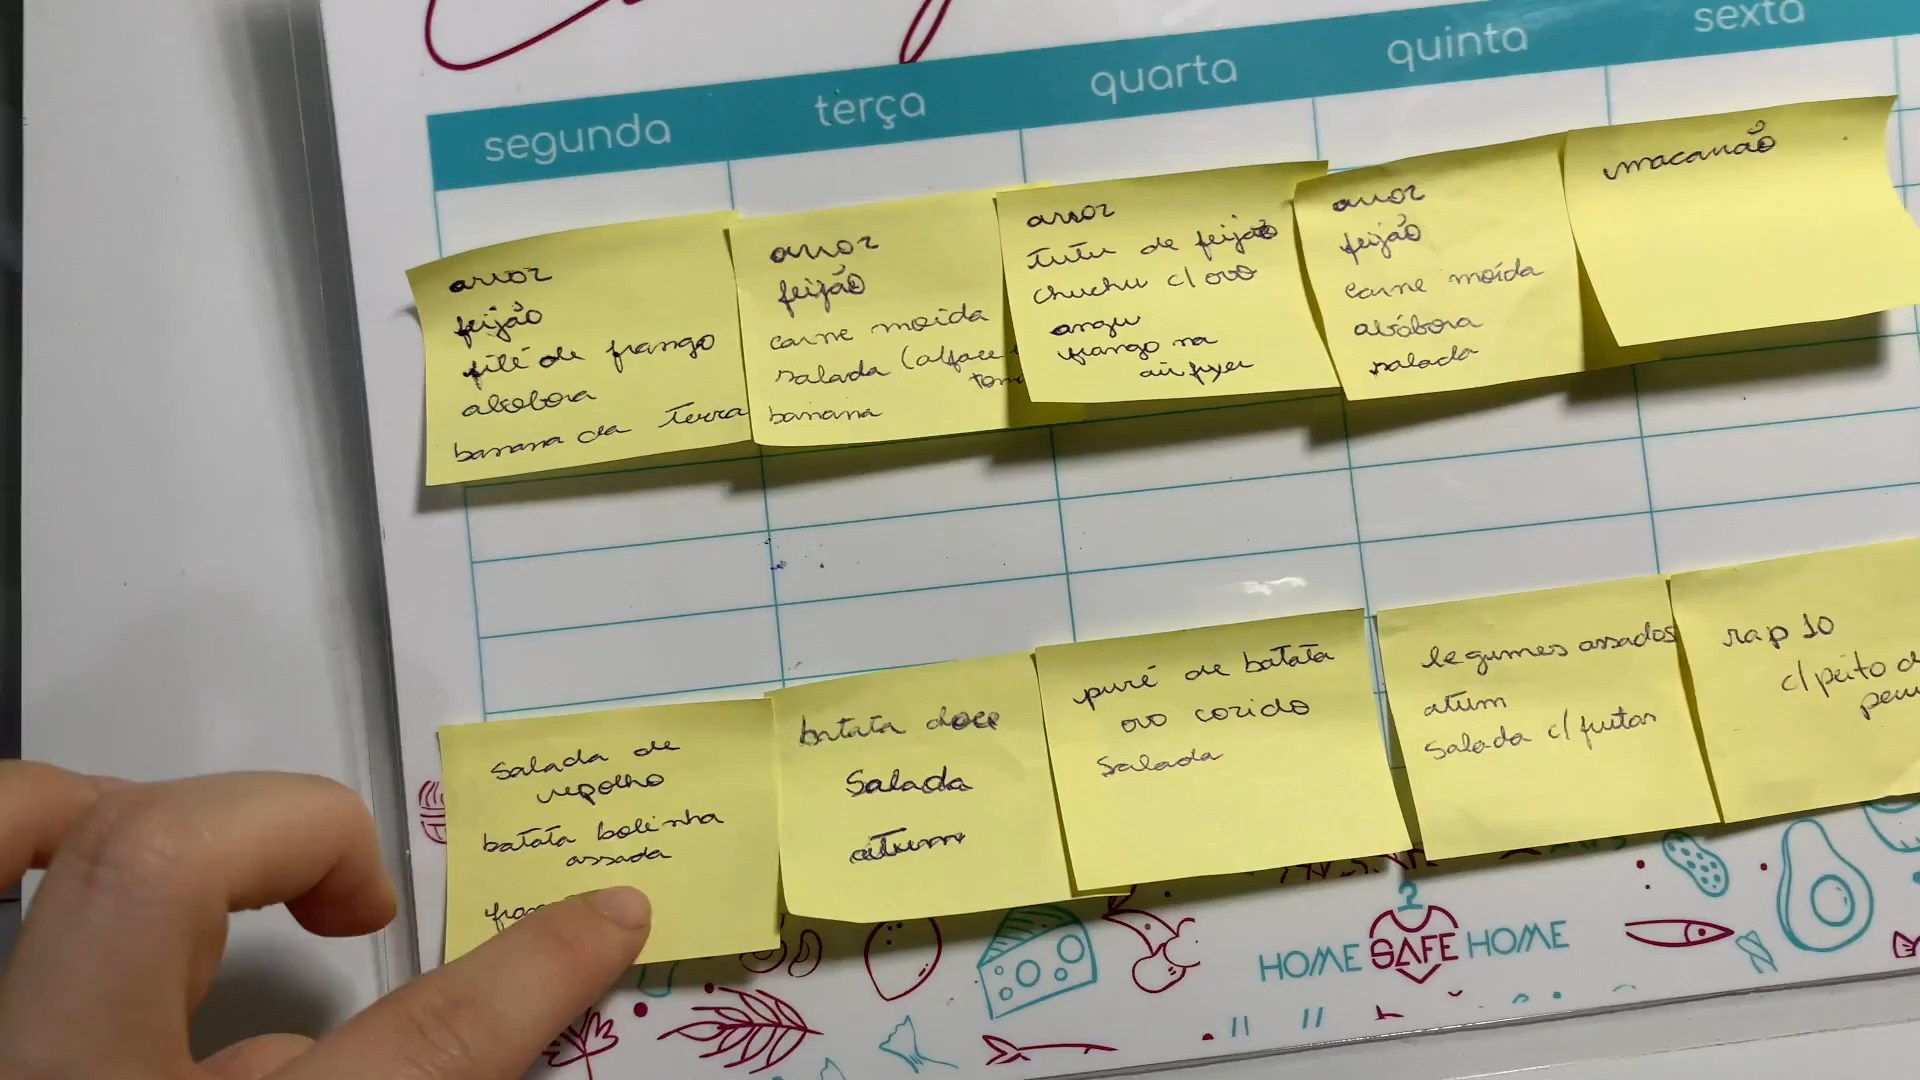 segunda
terça
quarta
quinta
sexta
arroz
feijão
filé de frango
abobora
banana da terra
arroz
feijão
carne moida
salada (alface
banana
arroz
tutu de feijão
chuchu c/ ovo
angu
frango na
air fryer
arroz
feijão
carne moída
abóbora
salada
macarrão
Salada de
repolho
batata bolinha
assada
batata doce
Salada
atum
purê de batata
ovo cozido
Salada
legumes assados
atum
Salada c/ frutas
rap 10
c/ peito
HOME SAFE HOME